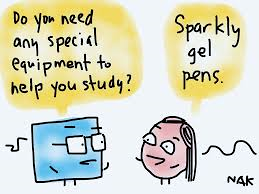 Do you need
any special
equipment to
help you study?
Sparkly
gel
pens.
NAK